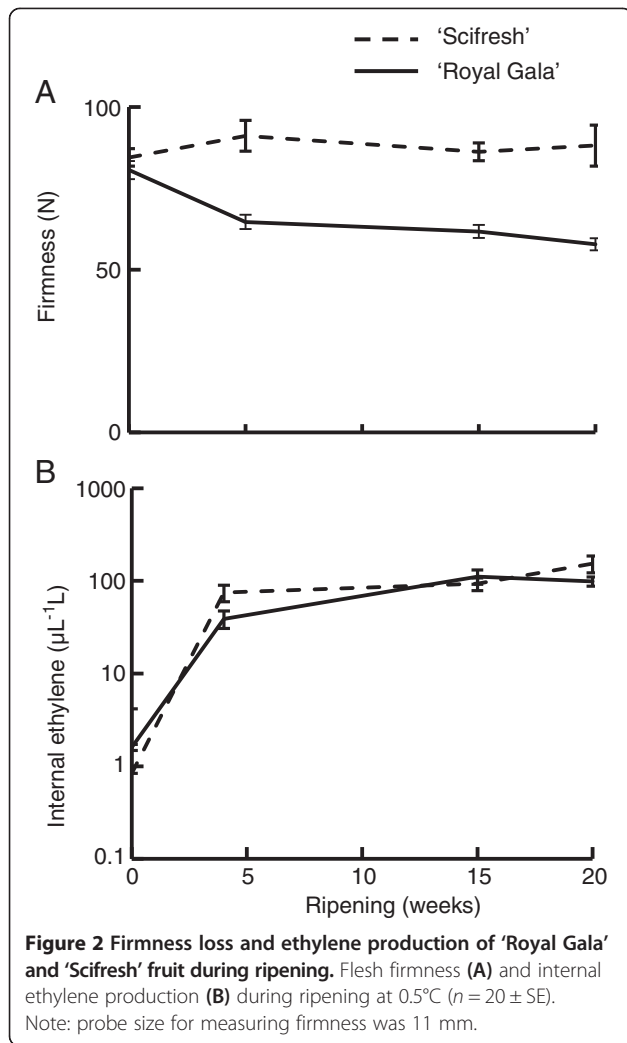 'Scifresh'
'Royal Gala'
A
100
50
0
Firmness (N)
B
1000
100
10
1
0.1
Internal ethylene (µL⁻¹L)
0 5 10 15 20
Ripening (weeks)
Figure 2 Firmness loss and ethylene production of 'Royal Gala'
and 'Scifresh' fruit during ripening. Flesh firmness (A) and internal
ethylene production (B) during ripening at 0.5°C (n = 20 ± SE).
Note: probe size for measuring firmness was 11 mm.